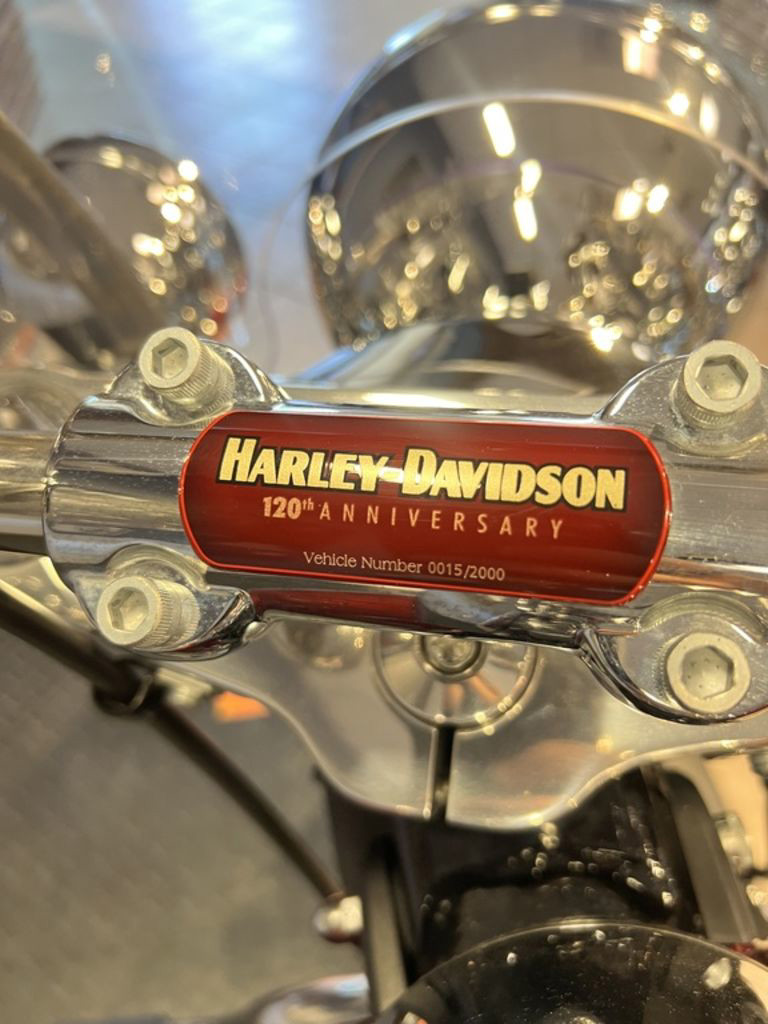 HARLEY-DAVIDSON
120th ANNIVERSARY
Vehicle Number 0015/2000